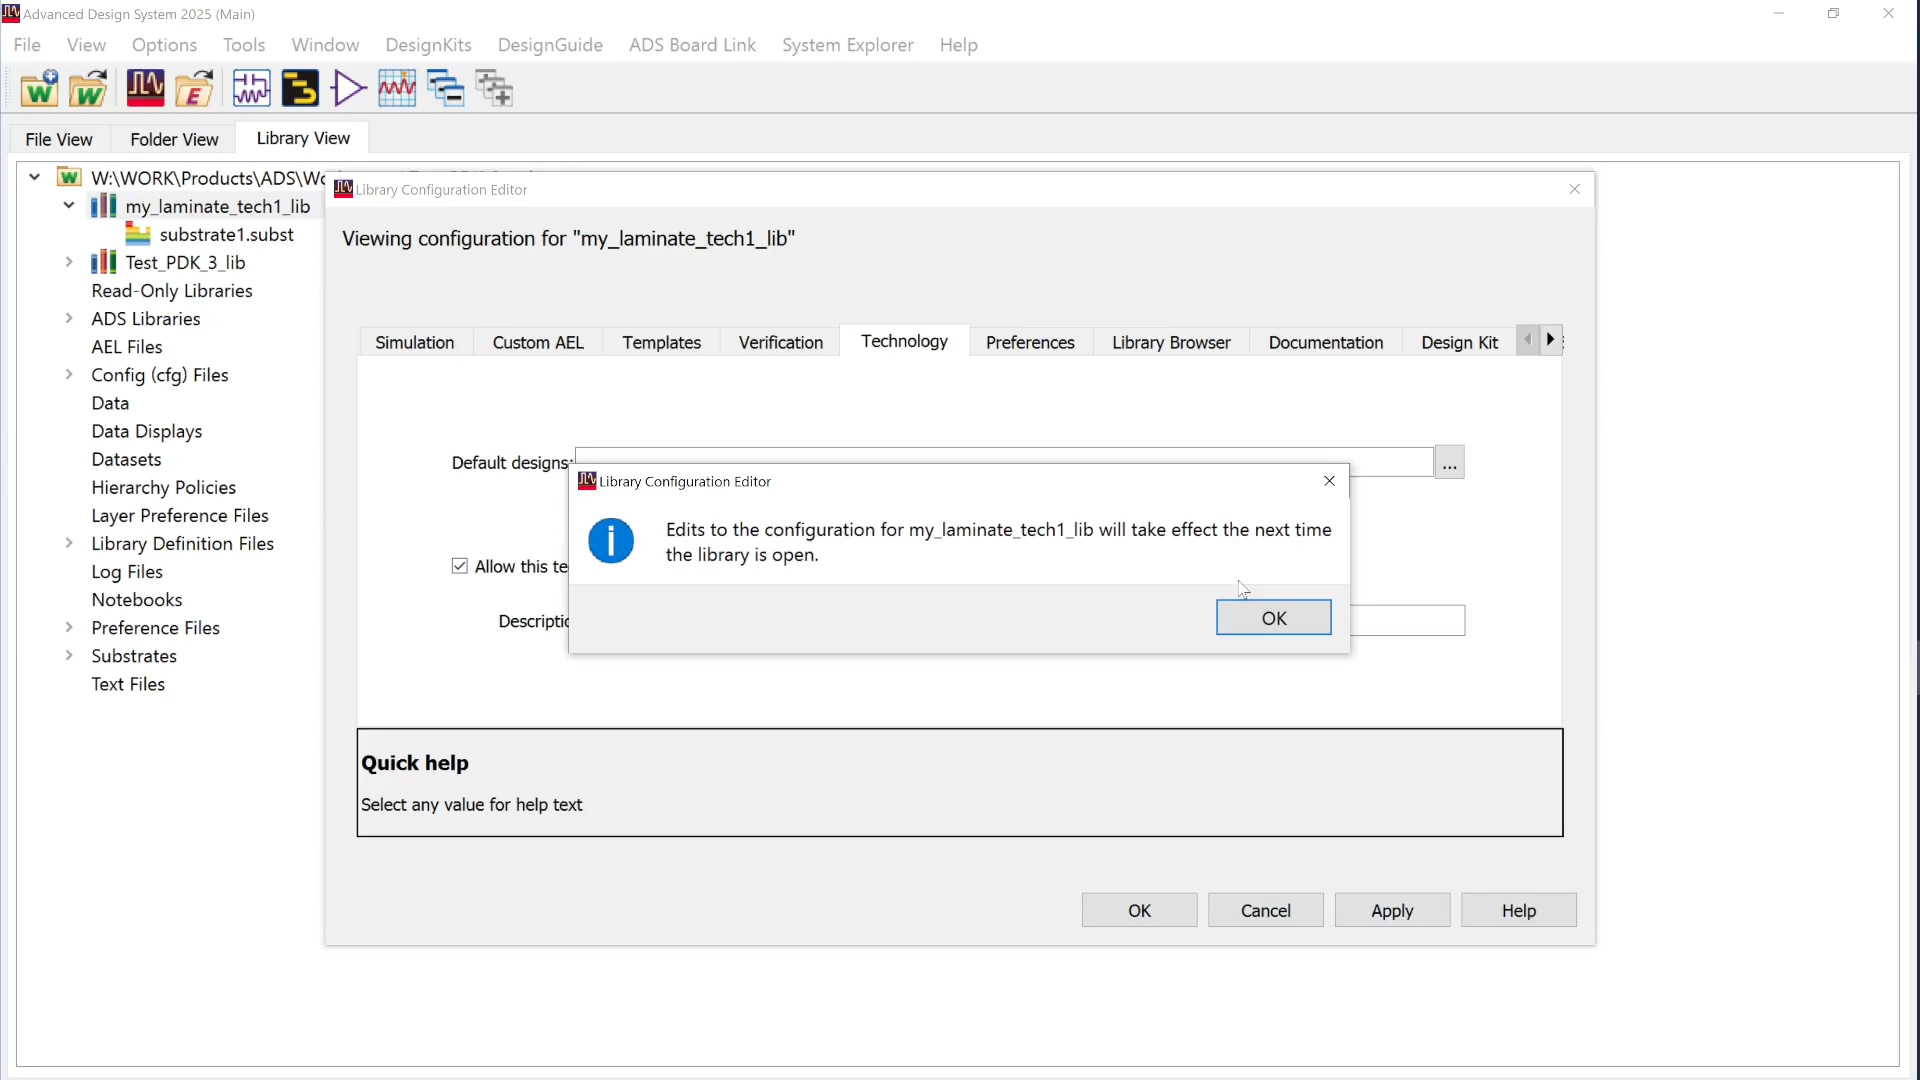 Advanced Design System 2025 (Main)
File View Options Tools Window DesignKits DesignGuide ADS Board Link System Explorer Help
File View Folder View Library View
W:\WORK\Products\ADS\Wo
my_laminate_tech1_lib
substrate1.subst
Test_PDK_3_lib
Read-Only Libraries
ADS Libraries
AEL Files
Config (cfg) Files
Data
Data Displays
Datasets
Hierarchy Policies
Layer Preference Files
Library Definition Files
Log Files
Notebooks
Preference Files
Substrates
Text Files
Library Configuration Editor
Viewing configuration for "my_laminate_tech1_lib"
Simulation Custom AEL Templates Verification Technology Preferences Library Browser Documentation Design Kit
Default designs:
...
Allow this te
Descriptio
Library Configuration Editor
Edits to the configuration for my_laminate_tech1_lib will take effect the next time
the library is open.
OK
Quick help
Select any value for help text
OK Cancel Apply Help